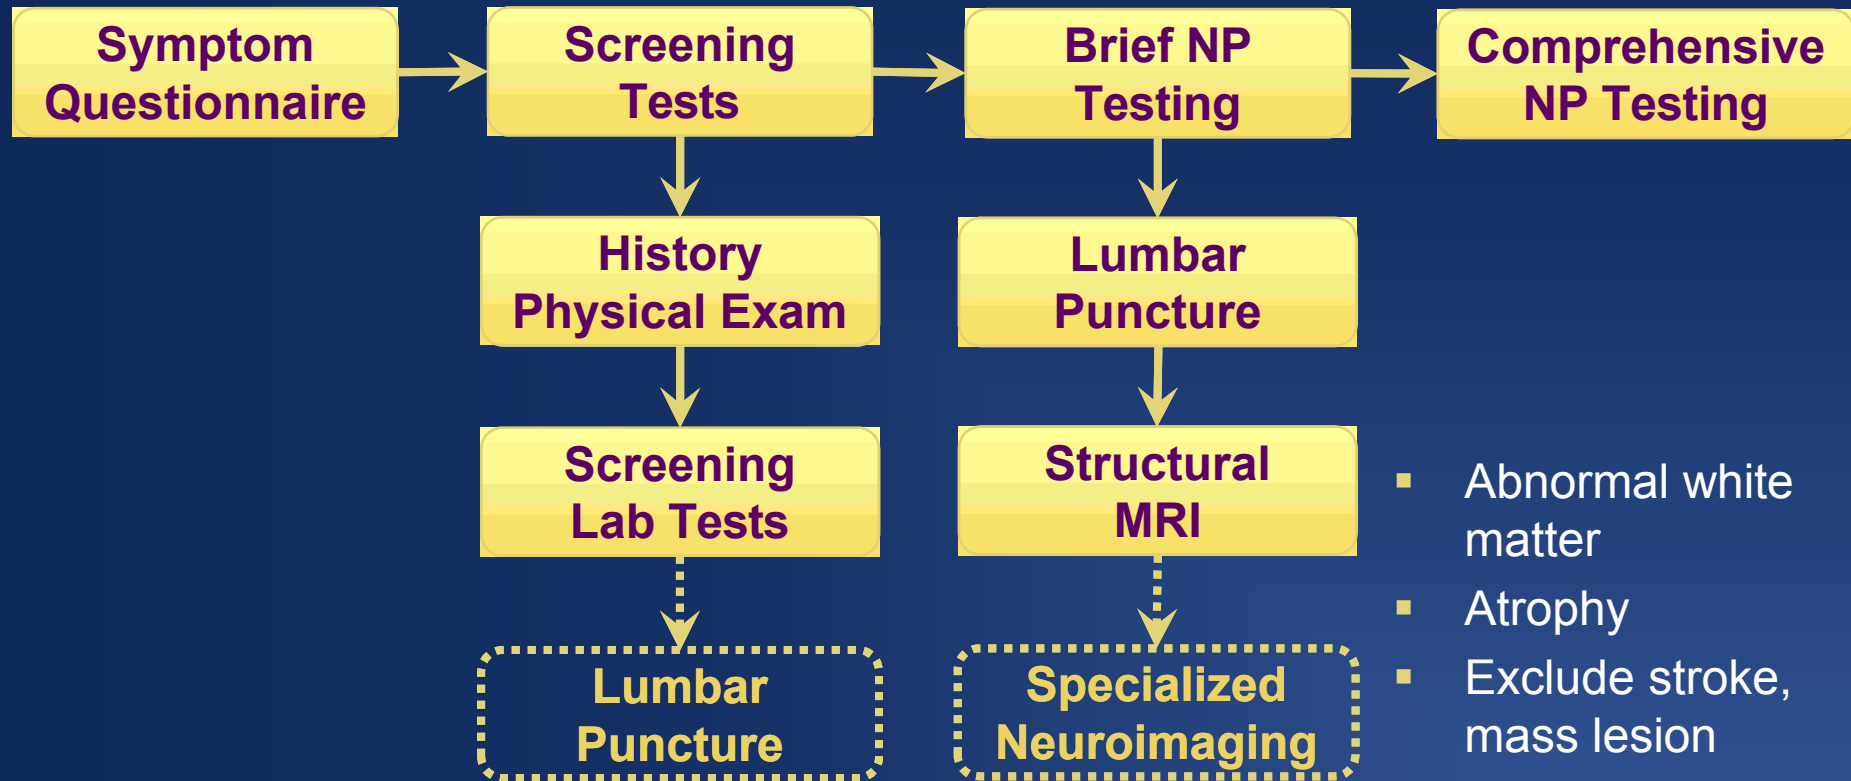 Symptom
Questionnaire
Screening
Tests
Brief NP
Testing
Comprehensive
NP Testing
History
Physical Exam
Lumbar
Puncture
Screening
Lab Tests
Structural
MRI
▪ Abnormal white
matter
▪ Atrophy
▪ Exclude stroke,
mass lesion
Lumbar
Puncture
Specialized
Neuroimaging